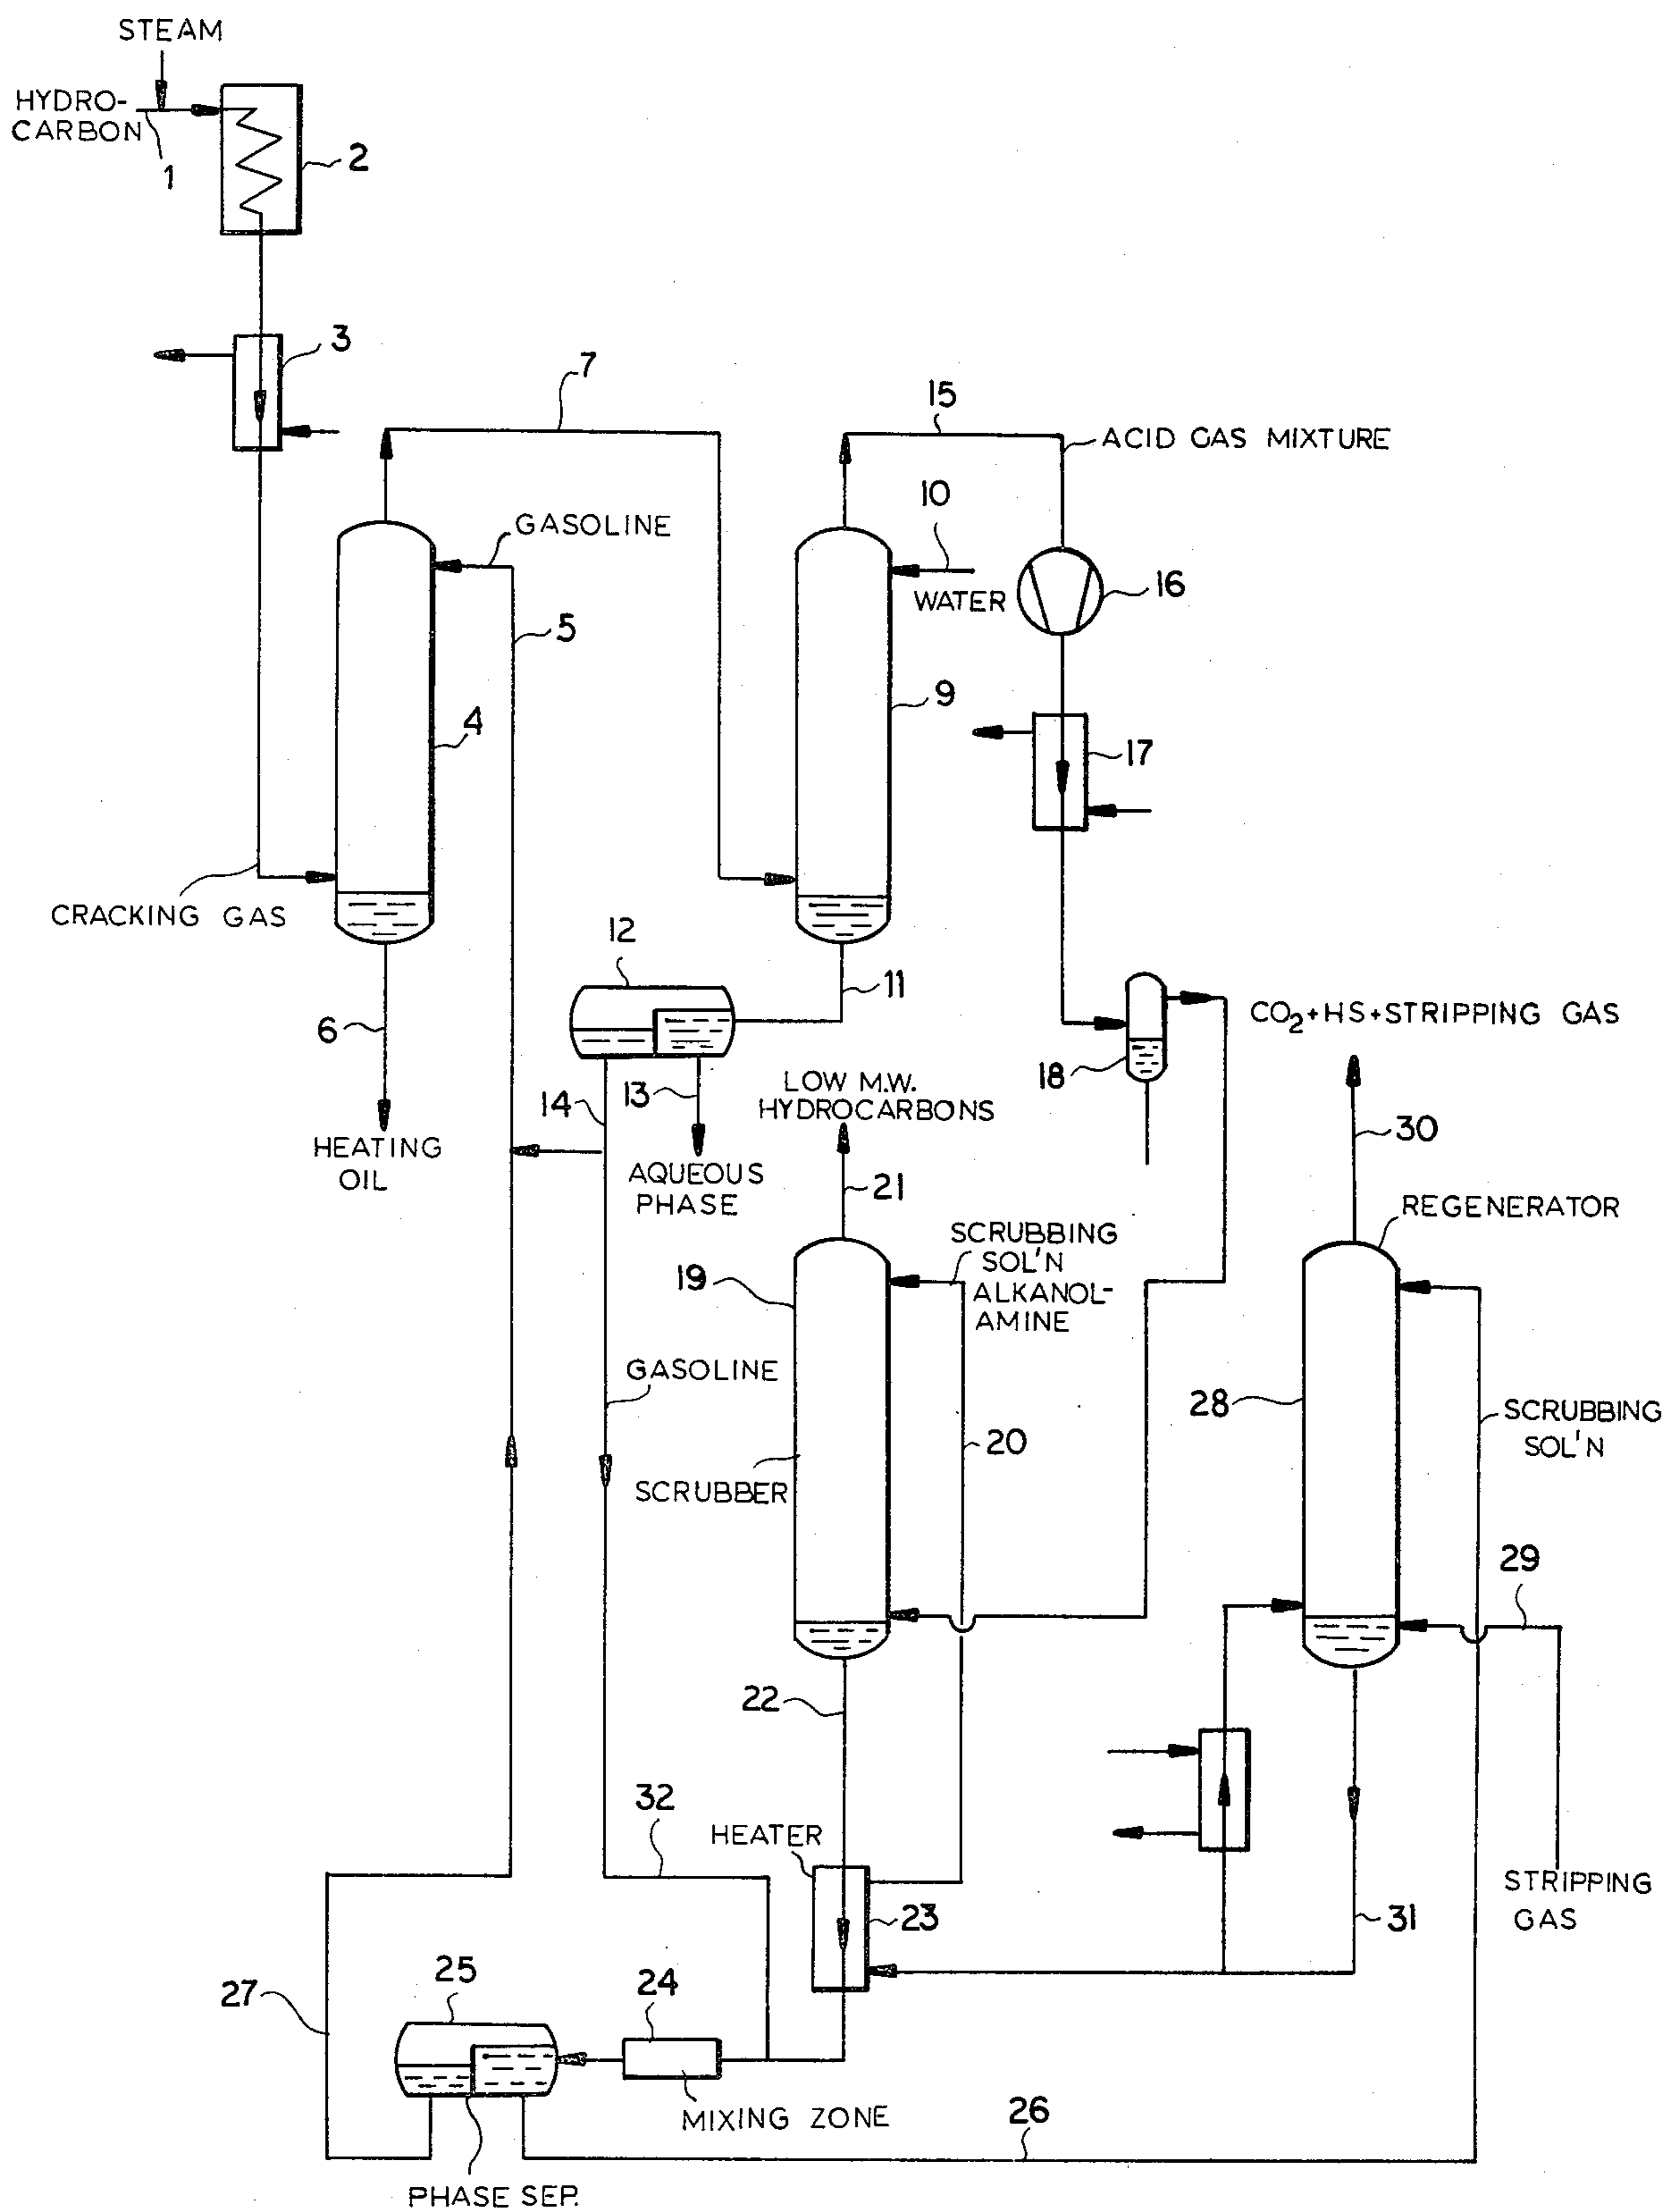 STEAM
HYDRO-
CARBON
1
2
3
7
15
ACID GAS MIXTURE
10
GASOLINE
WATER
16
5
9
4
17
CRACKING GAS
12
11
6
CO2+HS+STRIPPING GAS
18
LOW M.W.
HYDROCARBONS
14
13
30
HEATING
OIL
AQUEOUS
PHASE
21
REGENERATOR
SCRUBBING
SOL'N
ALKANOL-
AMINE
19
GASOLINE
28
SCRUBBING
SOL'N
20
SCRUBBER
29
22
32
HEATER
STRIPPING
GAS
23
31
25
24
27
MIXING ZONE
26
PHASE SEP.